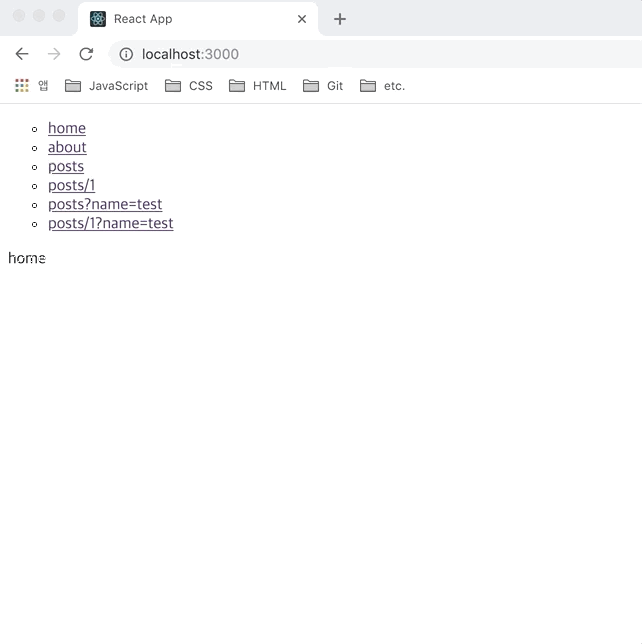 React App
localhost:3000
앱 JavaScript CSS HTML Git etc.
home
about
posts
posts/1
posts?name=test
posts/1?name=test
home